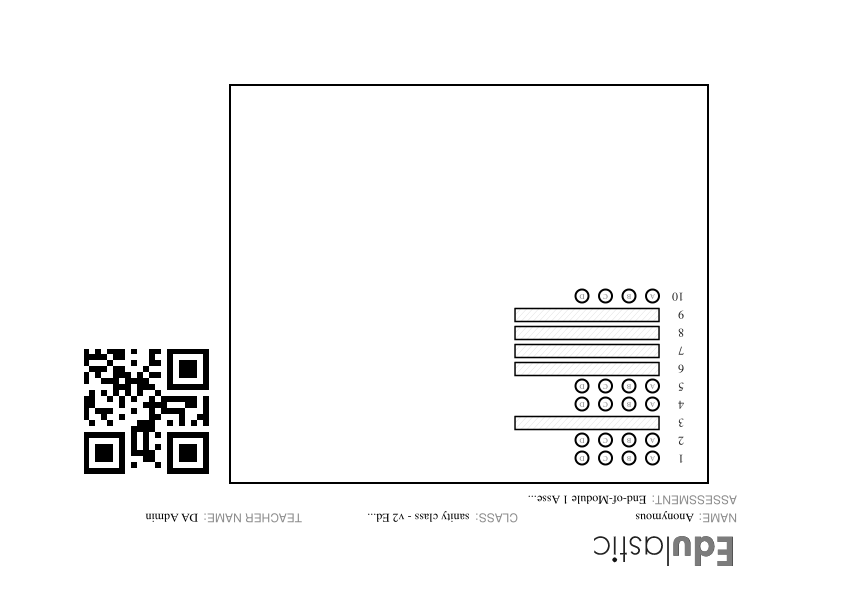 Edulastic
NAME: Anonymous CLASS: sanity class - v2 Ed... TEACHER NAME: DA Admin
ASSESSMENT: End-of-Module 1 Asse...
1 A B C D
2 A B C D
3
4 A B C D
5 A B C D
6
7
8
9
10 A B C D